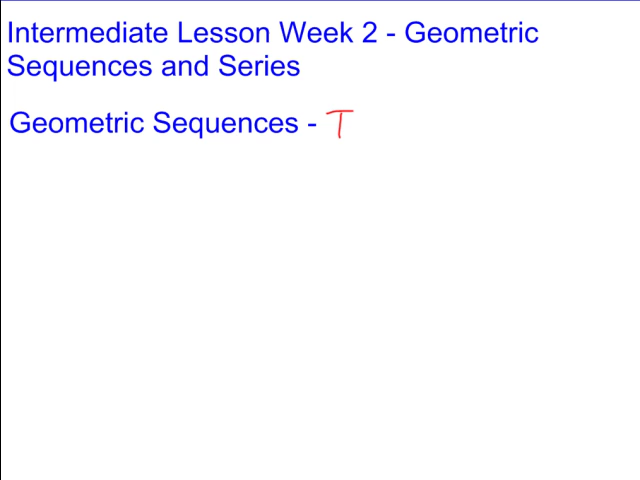 Intermediate Lesson Week 2 - Geometric
Sequences and Series
Geometric Sequences - T